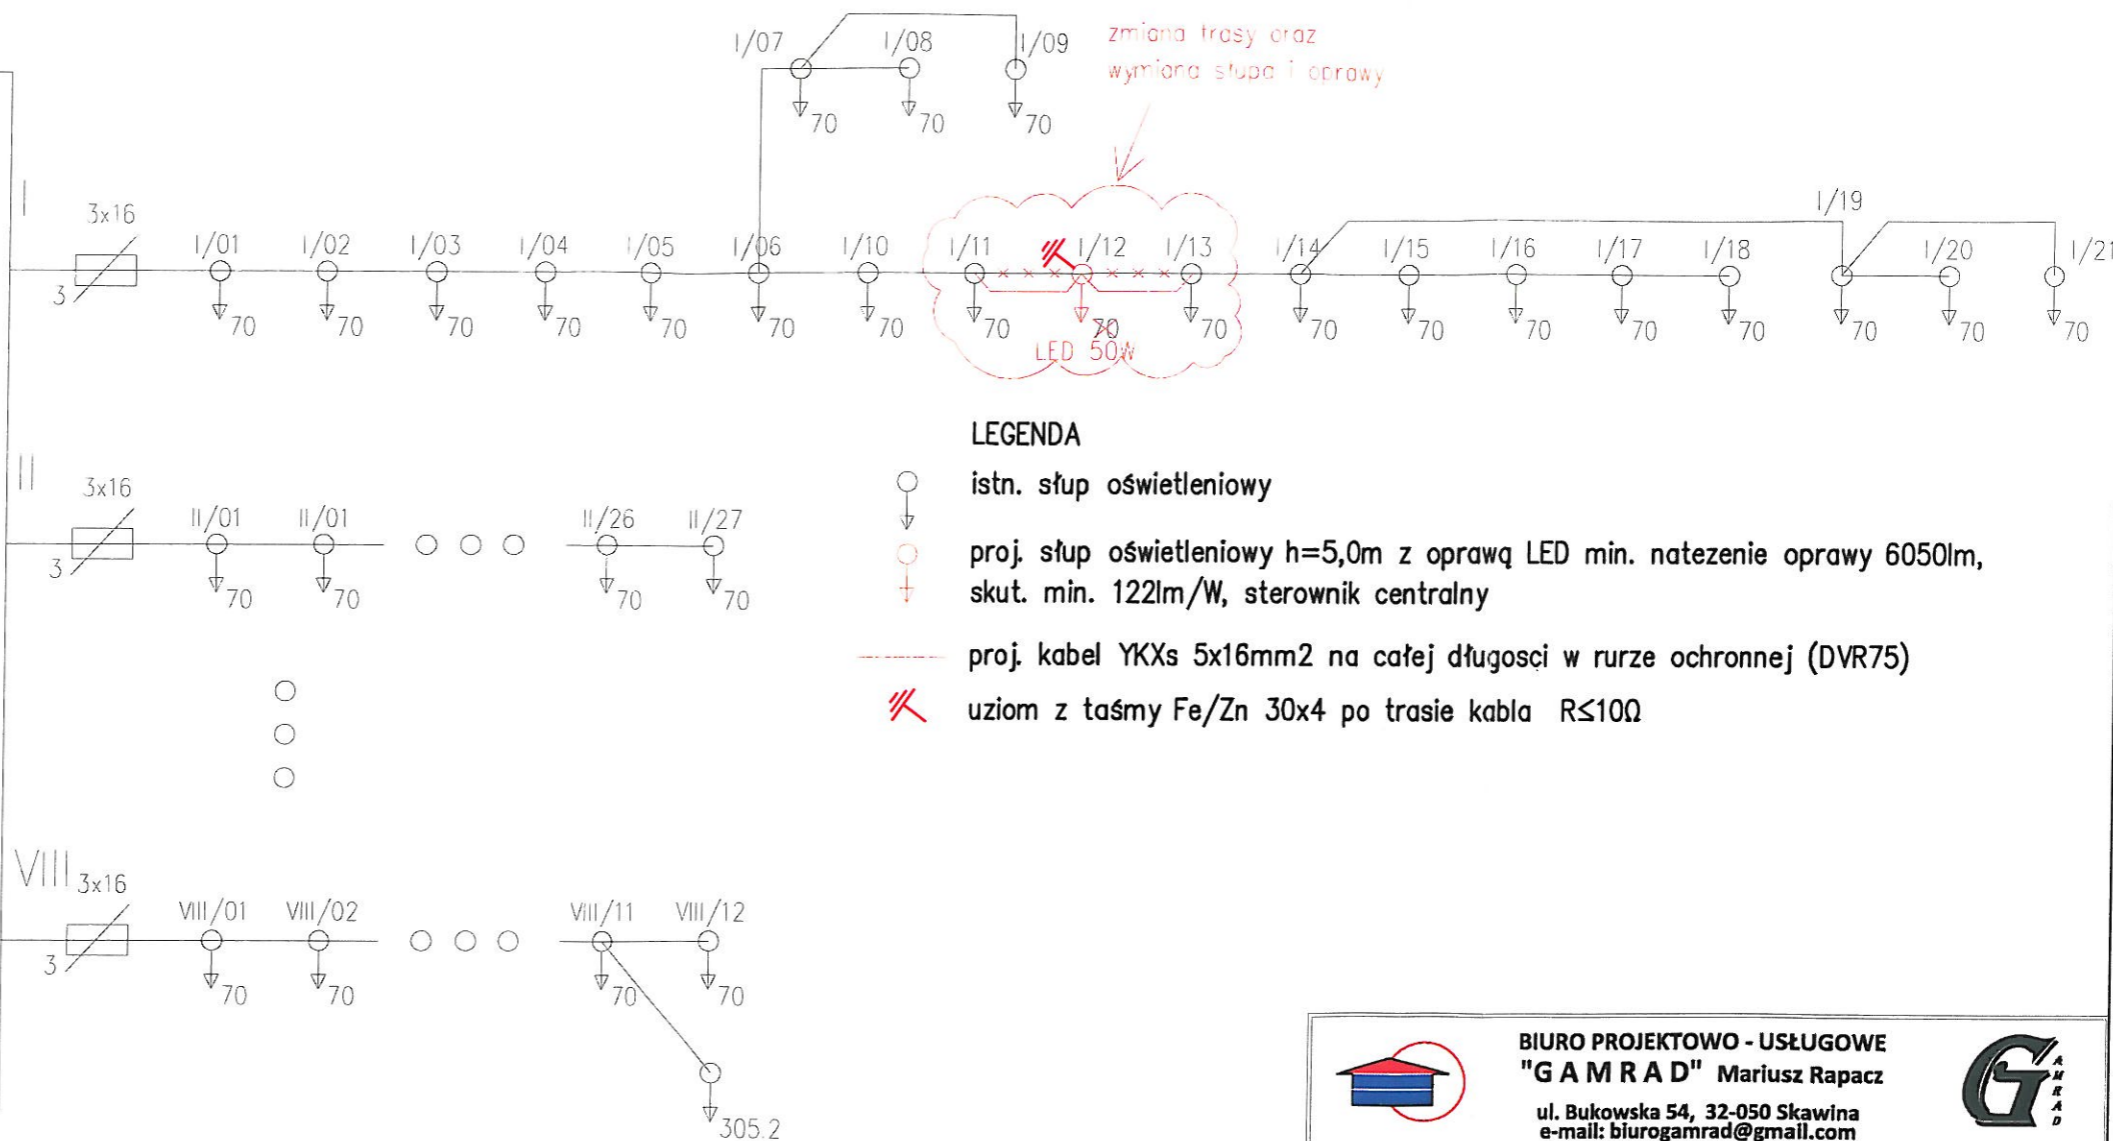 I/07 I/08 I/09
zmiana trasy oraz
wymiana słupa i oprawy
70 70 70
I
3x16
3
I/01 I/02 I/03 I/04 I/05 I/06 I/10 I/11 I/12 I/13 I/14 I/15 I/16 I/17 I/18 I/19 I/20 I/21
70 70 70 70 70 70 70 70 70 70 70 70 70 70 70 70 70 70
LED 50W
LEGENDA
istn. słup oświetleniowy
proj. słup oświetleniowy h=5,0m z oprawą LED min. natezenie oprawy 6050lm,
skut. min. 122lm/W, sterownik centralny
proj. kabel YKXs 5x16mm2 na całej długosci w rurze ochronnej (DVR75)
uziom z taśmy Fe/Zn 30x4 po trasie kabla R≤10Ω
II
3x16
3
II/01 II/01 II/26 II/27
70 70 70 70
VIII
3x16
3
VIII/01 VIII/02 VIII/11 VIII/12
70 70 70 70
305.2
BIURO PROJEKTOWO - USŁUGOWE
"GAMRAD" Mariusz Rapacz
ul. Bukowska 54, 32-050 Skawina
e-mail: biurogamrad@gmail.com
GAMRAD